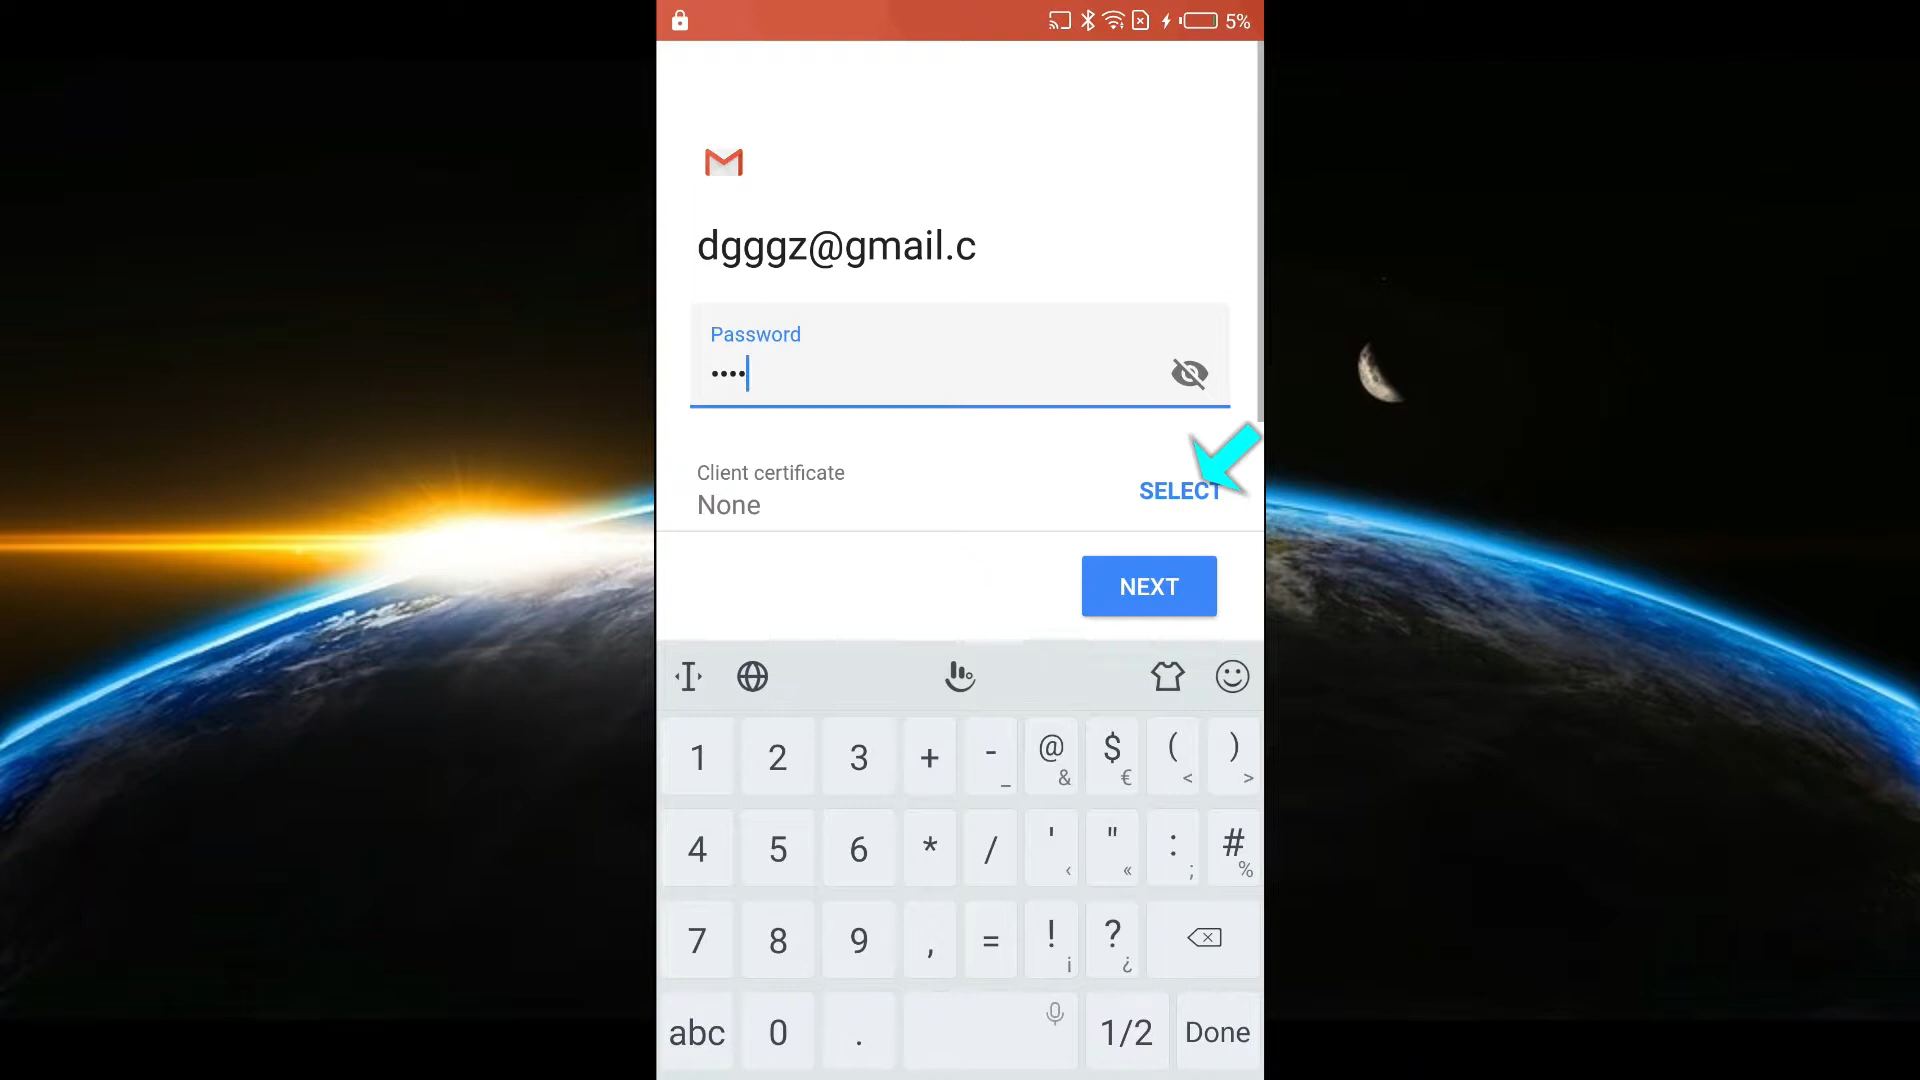 5%
dgggz@gmail.c
Password
••••
Client certificate
None
SELECT
NEXT
1 2 3 + - _ @ & $ € ( < ) >
4 5 6 * / ' ‹ " « : ; # %
7 8 9 , = ! ¡ ? ¿
abc 0 . 1/2 Done